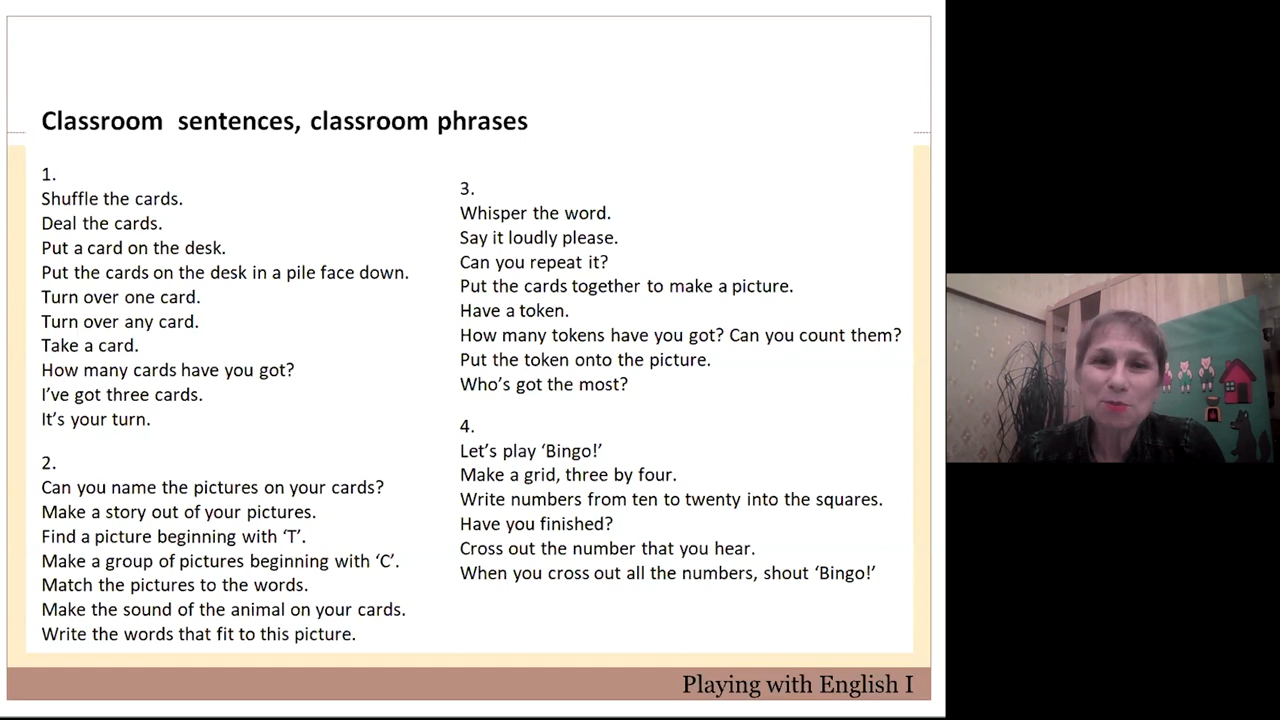 Classroom sentences, classroom phrases
1.
Shuffle the cards.
Deal the cards.
Put a card on the desk.
Put the cards on the desk in a pile face down.
Turn over one card.
Turn over any card.
Take a card.
How many cards have you got?
I’ve got three cards.
It’s your turn.
2.
Can you name the pictures on your cards?
Make a story out of your pictures.
Find a picture beginning with ‘T’.
Make a group of pictures beginning with ‘C’.
Match the pictures to the words.
Make the sound of the animal on your cards.
Write the words that fit to this picture.
3.
Whisper the word.
Say it loudly please.
Can you repeat it?
Put the cards together to make a picture.
Have a token.
How many tokens have you got? Can you count them?
Put the token onto the picture.
Who’s got the most?
4.
Let’s play ‘Bingo!’
Make a grid, three by four.
Write numbers from ten to twenty into the squares.
Have you finished?
Cross out the number that you hear.
When you cross out all the numbers, shout ‘Bingo!’
Playing with English I